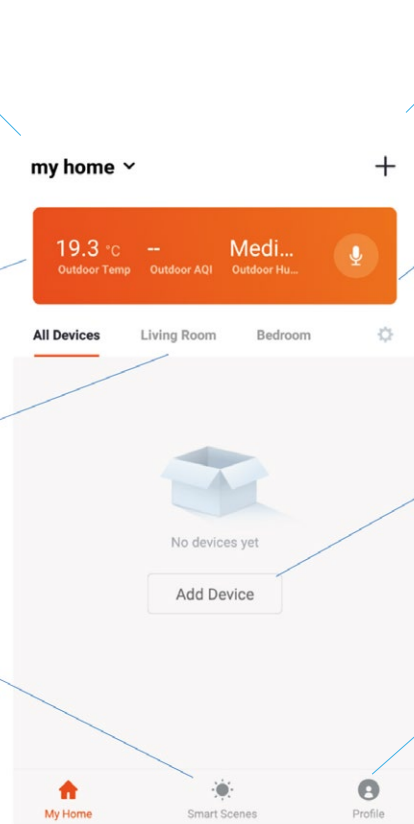 my home
19.3 °C -- Medi...
Outdoor Temp Outdoor AQI Outdoor Hu...
All Devices Living Room Bedroom
No devices yet
Add Device
My Home Smart Scenes Profile